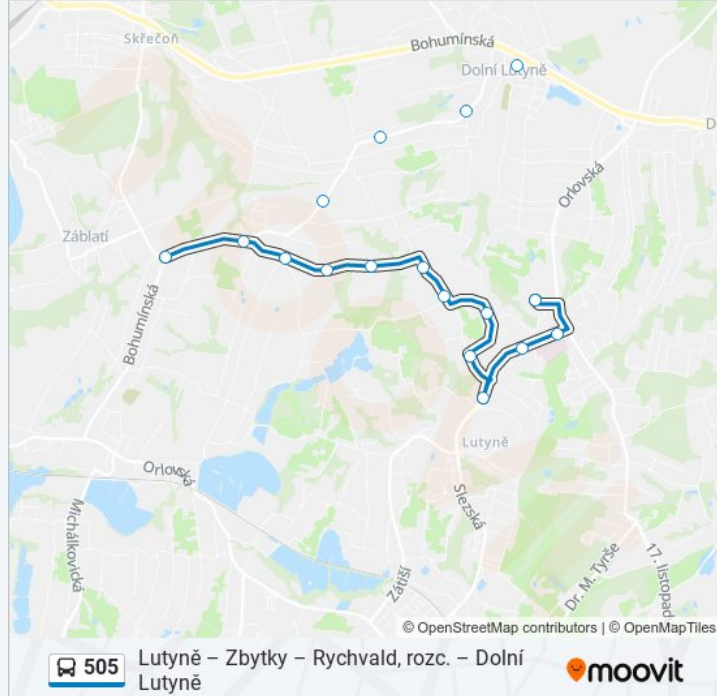 Skřečoň
Bohumínská
Dolní Lutyně
D
Orlovská
Záblatí
Bohumínská
Lutyně
Orlovská
Slezská
Michálkovická
Zátiší
Dr. M. Tyrše
17. listopad
© OpenStreetMap contributors | © OpenMapTiles
505
Lutyně – Zbytky – Rychvald, rozc. – Dolní
Lutyně
moovit